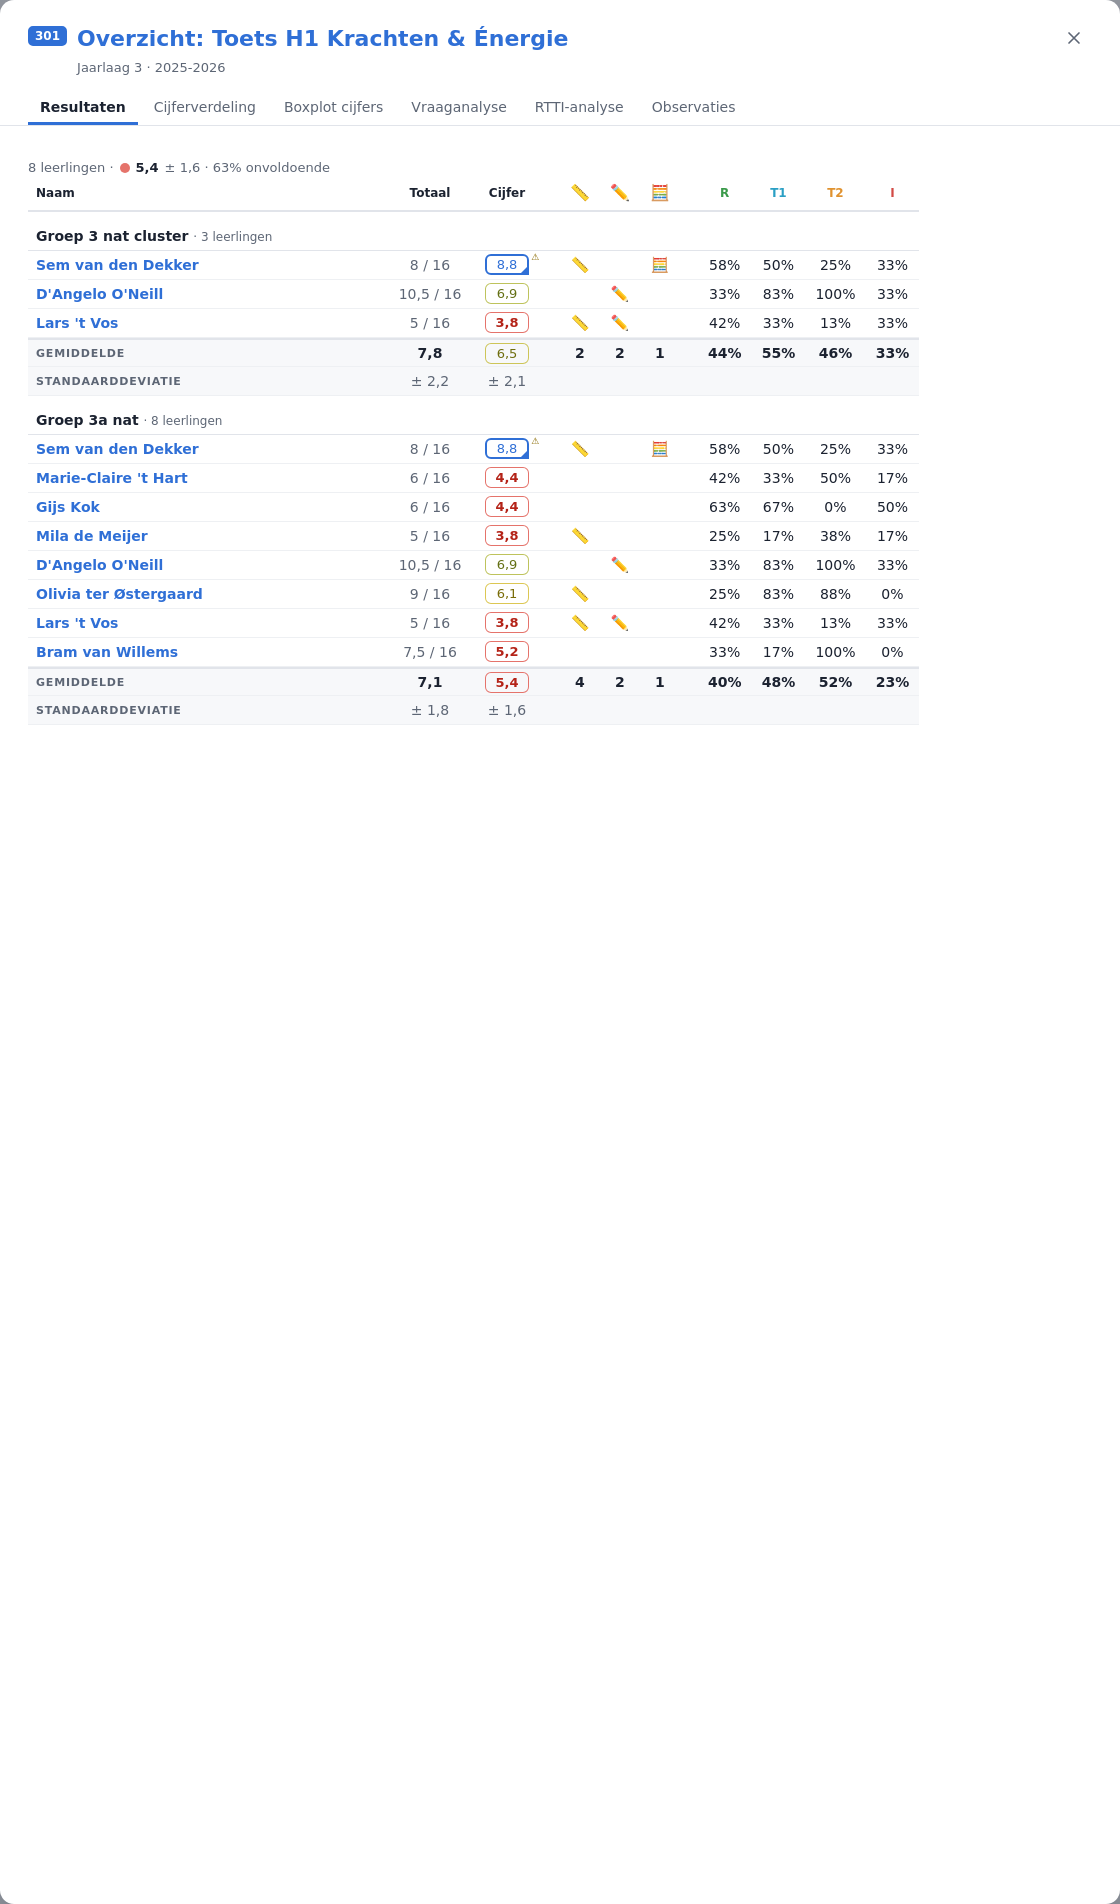 301 Overzicht: Toets H1 Krachten & Énergie
Jaarlaag 3 · 2025-2026
Resultaten Cijferverdeling Boxplot cijfers Vraaganalyse RTTI-analyse Observaties
8 leerlingen · 5,4 ± 1,6 · 63% onvoldoende
Naam Totaal Cijfer 📏 ✏️ 🧮 R T1 T2 I
Groep 3 nat cluster · 3 leerlingen
Sem van den Dekker 8 / 16 8,8 ⚠ 📏 🧮 58% 50% 25% 33%
D'Angelo O'Neill 10,5 / 16 6,9 ✏️ 33% 83% 100% 33%
Lars 't Vos 5 / 16 3,8 📏 ✏️ 42% 33% 13% 33%
GEMIDDELDE 7,8 6,5 2 2 1 44% 55% 46% 33%
STANDAARDDEVIATIE ± 2,2 ± 2,1
Groep 3a nat · 8 leerlingen
Sem van den Dekker 8 / 16 8,8 ⚠ 📏 🧮 58% 50% 25% 33%
Marie-Claire 't Hart 6 / 16 4,4 42% 33% 50% 17%
Gijs Kok 6 / 16 4,4 63% 67% 0% 50%
Mila de Meijer 5 / 16 3,8 📏 25% 17% 38% 17%
D'Angelo O'Neill 10,5 / 16 6,9 ✏️ 33% 83% 100% 33%
Olivia ter Østergaard 9 / 16 6,1 📏 25% 83% 88% 0%
Lars 't Vos 5 / 16 3,8 📏 ✏️ 42% 33% 13% 33%
Bram van Willems 7,5 / 16 5,2 33% 17% 100% 0%
GEMIDDELDE 7,1 5,4 4 2 1 40% 48% 52% 23%
STANDAARDDEVIATIE ± 1,8 ± 1,6